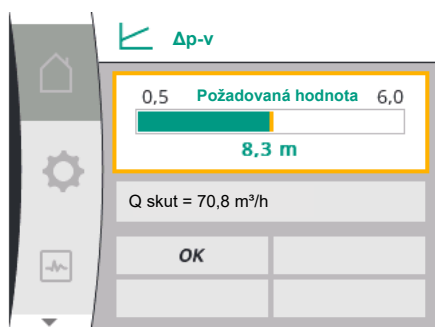 Δp-v
0,5 Požadovaná hodnota 6,0
8,3 m
Q skut = 70,8 m³/h
OK